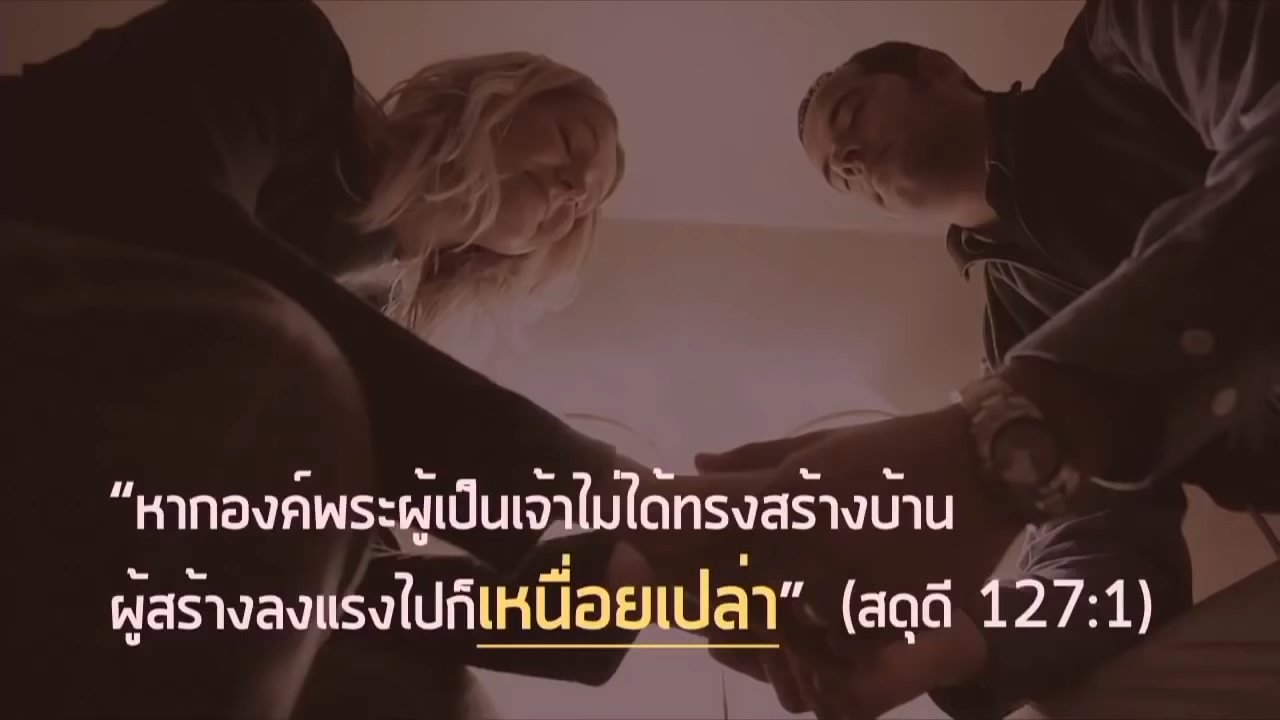 “หากองค์พระผู้เป็นเจ้าไม่ได้ทรงสร้างบ้าน
ผู้สร้างลงแรงไปก็เหนื่อยเปล่า” (สดุดี 127:1)